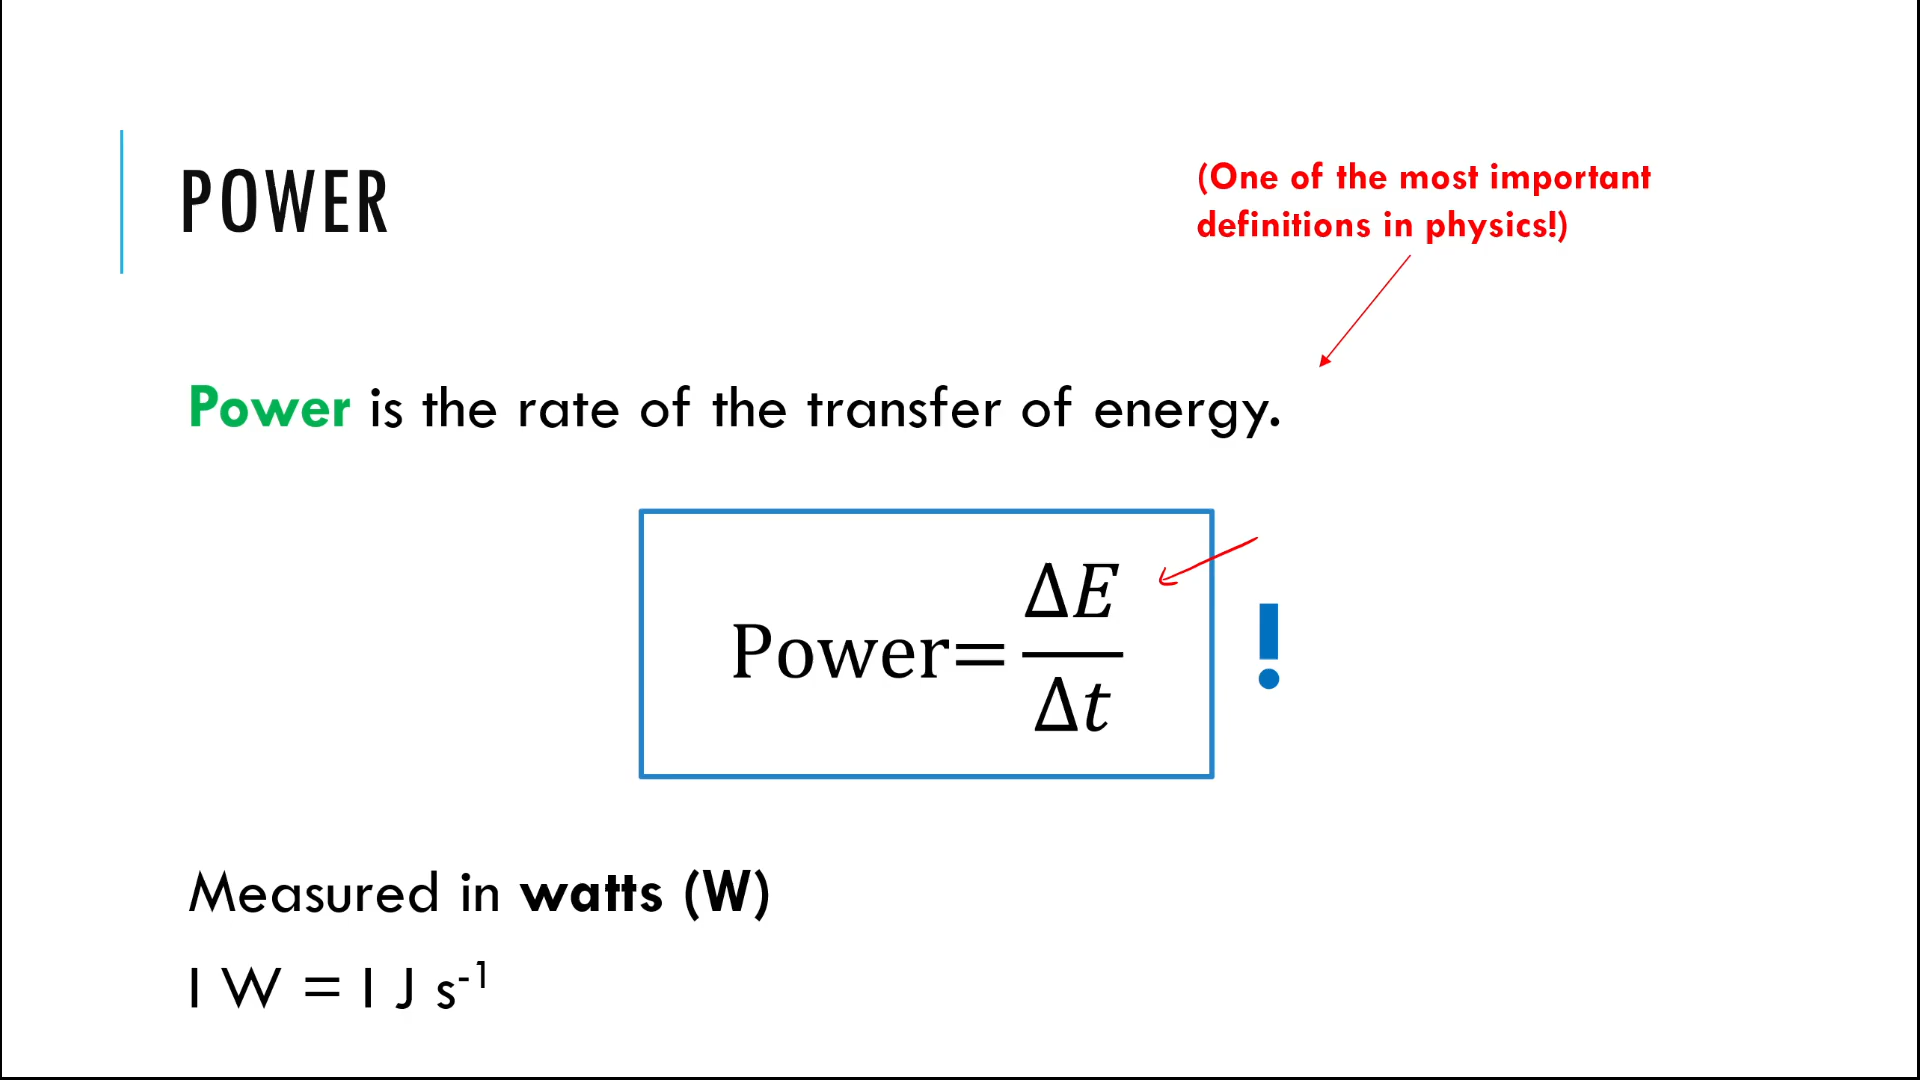 POWER
(One of the most important
definitions in physics!)
Power is the rate of the transfer of energy.
Power=ΔE/Δt
!
Measured in watts (W)
1 W = 1 J s⁻¹